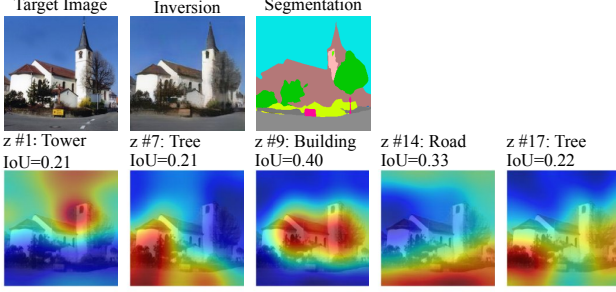 Target Image
Inversion
Segmentation
z #1: Tower
IoU=0.21
z #7: Tree
IoU=0.21
z #9: Building
IoU=0.40
z #14: Road
IoU=0.33
z #17: Tree
IoU=0.22